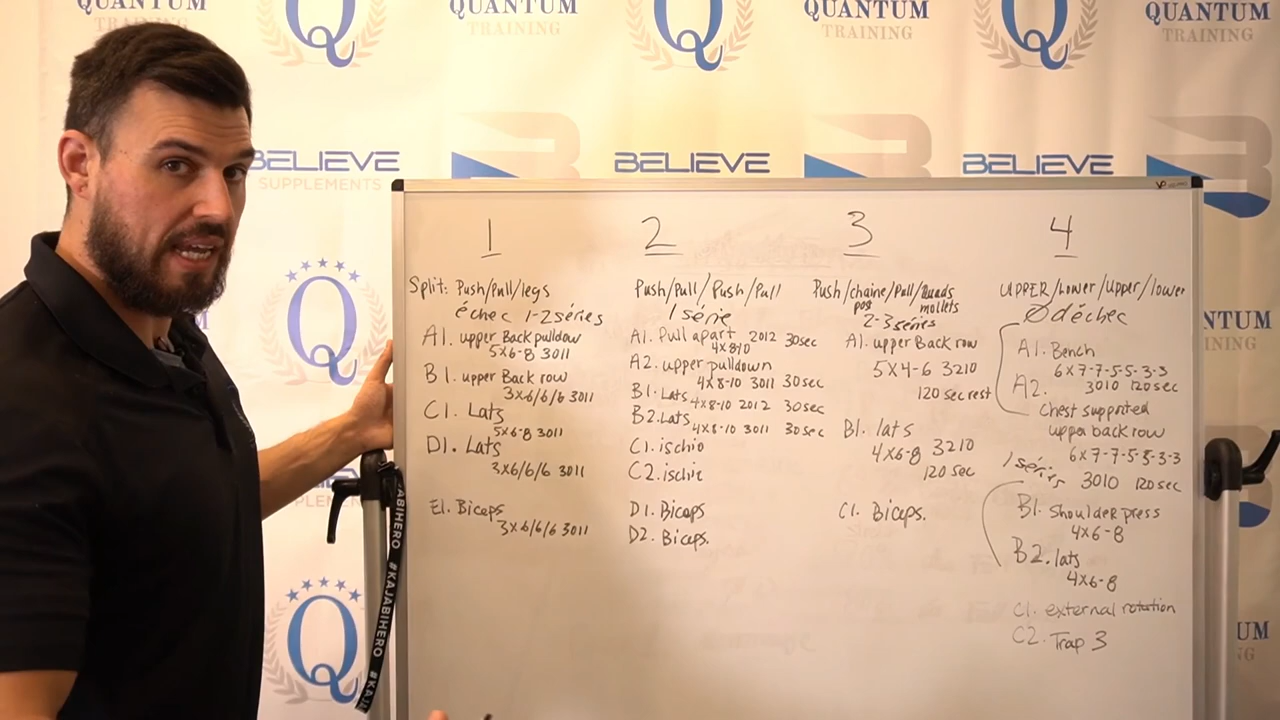 QUANTUM
TRAINING
QUANTUM
TRAINING
QUANTUM
TRAINING
QUANTUM
TRAINING
BELIEVE
SUPPLEMENTS
BELIEVE
BELIEVE
1
Split: Push/Pull/legs
échec 1-2 séries
A1. upper Back pulldow
5x6-8 3011
B1. upper Back row
3x6/6/6 3011
C1. Lats
5x6-8 3011
D1. Lats
3x6/6/6 3011
E1. Biceps
3x6/6/6 3011
2
Push/Pull/Push/Pull
1 série
A1. Pull apart 2012 30sec
4x8-10
A2. upper pulldown
4x8-10 3011 30sec
B1. Lats 4x8-10 2012 30sec
B2. Lats
4x8-10 3011 30sec
C1. ischio
C2. ischio
D1. Biceps
D2. Biceps.
3
Push/chaine/Pull/Quads
pos mollets
2-3 séries
A1. upper Back row
5x4-6 3210
120 sec rest
B1. lats
4x6-8 3210
120 sec
C1. Biceps.
4
UPPER/Lower/Upper/lower
Ø d'échec
A1. Bench
6x7-7-5-5-3-3
A2. 3010 120sec
Chest supported
upper back row
6x7-7-5-5-3-3
1 séries 3010 120sec
B1. Shoulder press
4x6-8
B2. lats
4x6-8
C1. external rotation
C2. Trap 3
#KAJABIHERO
#KAJABIHERO